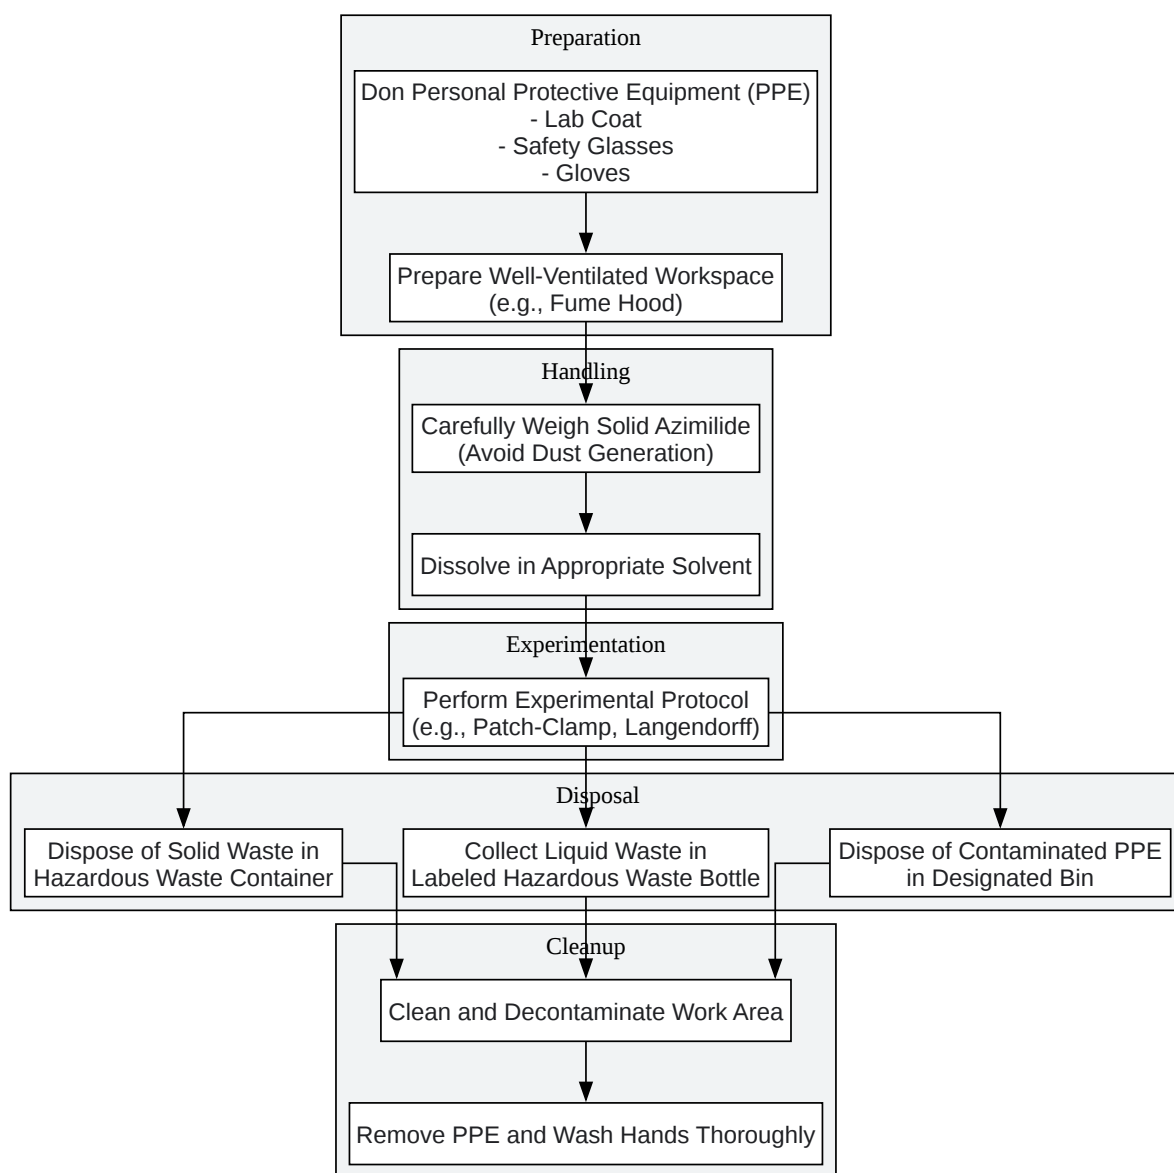 Preparation
Don Personal Protective Equipment (PPE)
- Lab Coat
- Safety Glasses
- Gloves
Prepare Well-Ventilated Workspace
(e.g., Fume Hood)
Handling
Carefully Weigh Solid Azimilide
(Avoid Dust Generation)
Dissolve in Appropriate Solvent
Experimentation
Perform Experimental Protocol
(e.g., Patch-Clamp, Langendorff)
Disposal
Dispose of Solid Waste in
Hazardous Waste Container
Collect Liquid Waste in
Labeled Hazardous Waste Bottle
Dispose of Contaminated PPE
in Designated Bin
Cleanup
Clean and Decontaminate Work Area
Remove PPE and Wash Hands Thoroughly